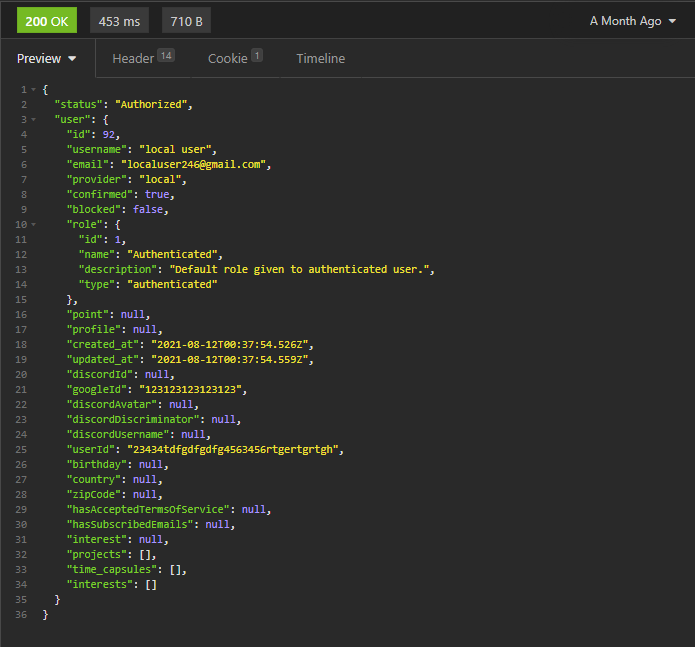 200 OK 453 ms 710 B A Month Ago
Preview Header 14 Cookie 1 Timeline
1 {
2 "status": "Authorized",
3 "user": {
4 "id": 92,
5 "username": "local user",
6 "email": "localuser246@gmail.com",
7 "provider": "local",
8 "confirmed": true,
9 "blocked": false,
10 "role": {
11 "id": 1,
12 "name": "Authenticated",
13 "description": "Default role given to authenticated user.",
14 "type": "authenticated"
15 },
16 "point": null,
17 "profile": null,
18 "created_at": "2021-08-12T00:37:54.526Z",
19 "updated_at": "2021-08-12T00:37:54.559Z",
20 "discordId": null,
21 "googleId": "123123123123123",
22 "discordAvatar": null,
23 "discordDiscriminator": null,
24 "discordUsername": null,
25 "userId": "23434tdfgdfgdfg4563456rtgertgrtgh",
26 "birthday": null,
27 "country": null,
28 "zipCode": null,
29 "hasAcceptedTermsOfService": null,
30 "hasSubscribedEmails": null,
31 "interest": null,
32 "projects": [],
33 "time_capsules": [],
34 "interests": []
35 }
36 }